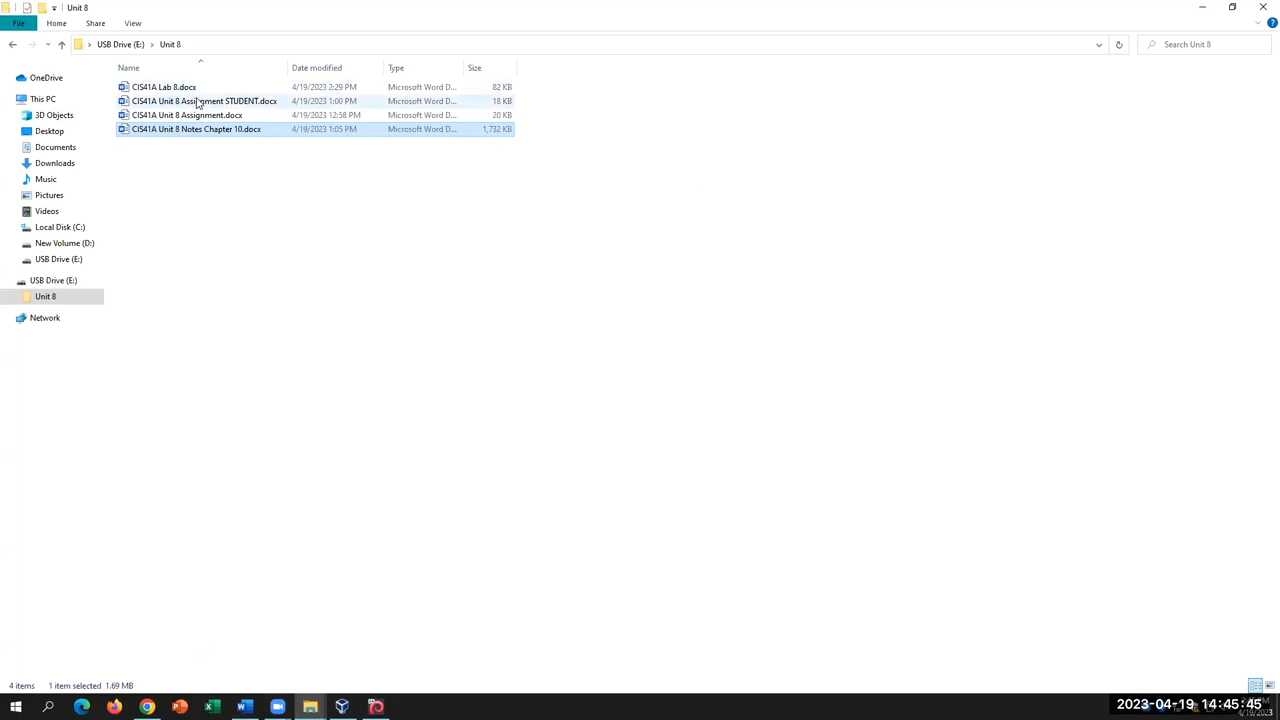 Unit 8
File Home Share View
USB Drive (E:) Unit 8 Search Unit 8
Name Date modified Type Size
CIS41A Lab 8.docx 4/19/2023 2:29 PM Microsoft Word D... 82 KB
CIS41A Unit 8 Assignment STUDENT.docx 4/19/2023 1:00 PM Microsoft Word D... 18 KB
CIS41A Unit 8 Assignment.docx 4/19/2023 12:58 PM Microsoft Word D... 20 KB
CIS41A Unit 8 Notes Chapter 10.docx 4/19/2023 1:05 PM Microsoft Word D... 1,732 KB
OneDrive
This PC
3D Objects
Desktop
Documents
Downloads
Music
Pictures
Videos
Local Disk (C:)
New Volume (D:)
USB Drive (E:)
USB Drive (E:)
Unit 8
Network
4 items 1 item selected 1.69 MB
2023-04-19 14:45:45
4/19/2023